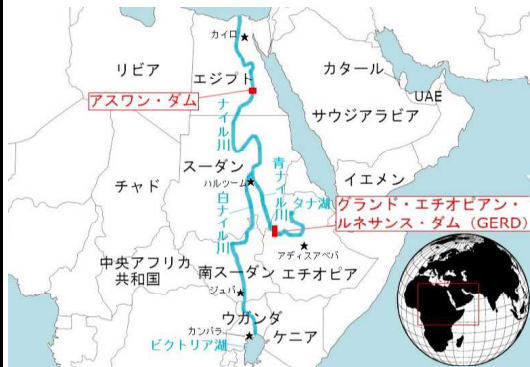 カイロ
リビア
エジプト
カタール
アスワン・ダム
UAE
サウジアラビア
ナイル川
スーダン
青ナイル川
イエメン
ハルツーム
チャド
白ナイル川
タナ湖
グランド・エチオピアン・
ルネサンス・ダム（GERD）
アディスアベバ
中央アフリカ
共和国
南スーダン
エチオピア
ジュバ
ウガンダ
カンパラ
ケニア
ビクトリア湖